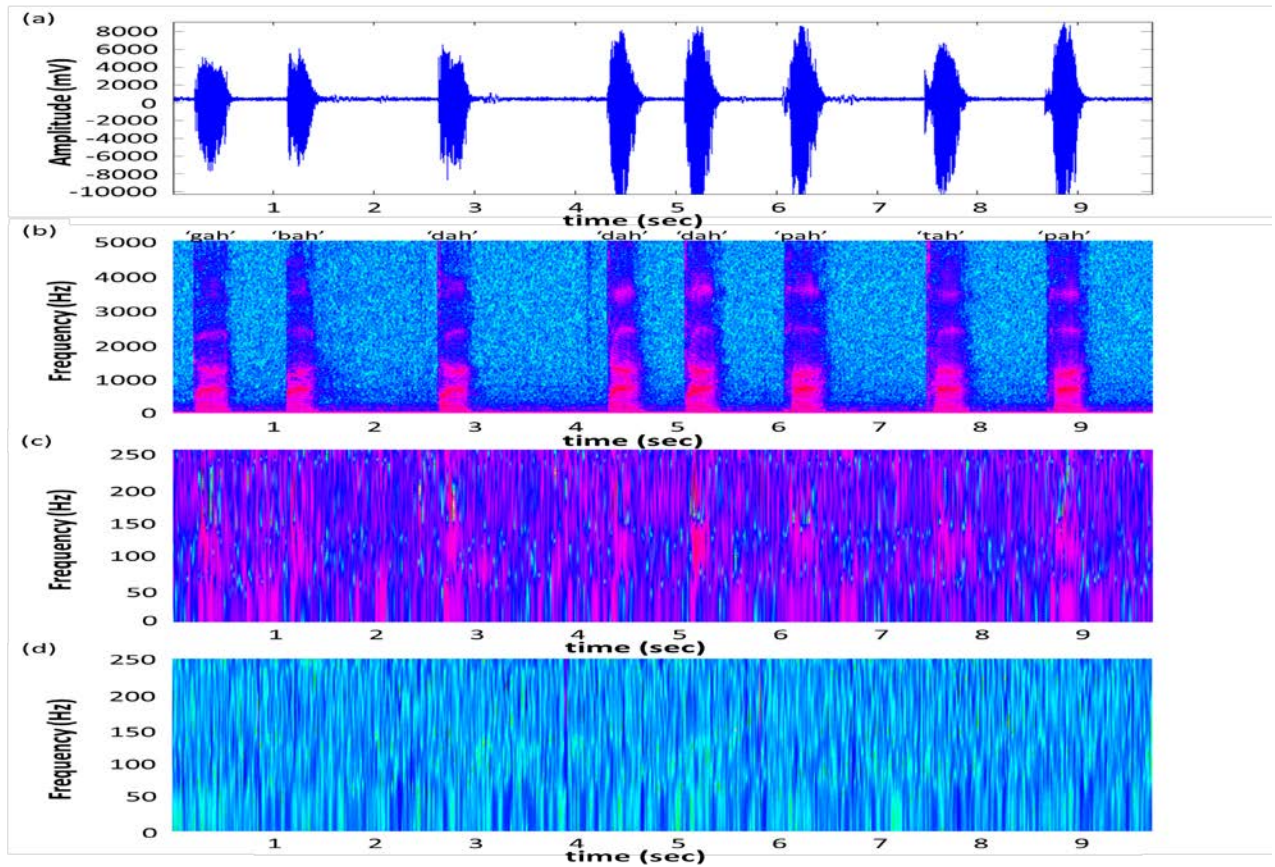 (a)
Amplitude (mV)
8000
6000
4000
2000
0
-2000
-4000
-6000
-8000
-10000
1 2 3 4 5 6 7 8 9
time (sec)
(b)
‘gah’ ‘bah’ ‘dah’ ‘dah’ ‘dah’ ‘pah’ ‘tah’ ‘pah’
Frequency (Hz)
5000
4000
3000
2000
1000
0
1 2 3 4 5 6 7 8 9
time (sec)
(c)
Frequency (Hz)
250
200
150
100
50
0
1 2 3 4 5 6 7 8 9
time (sec)
(d)
Frequency (Hz)
250
200
150
100
50
0
1 2 3 4 5 6 7 8 9
time (sec)